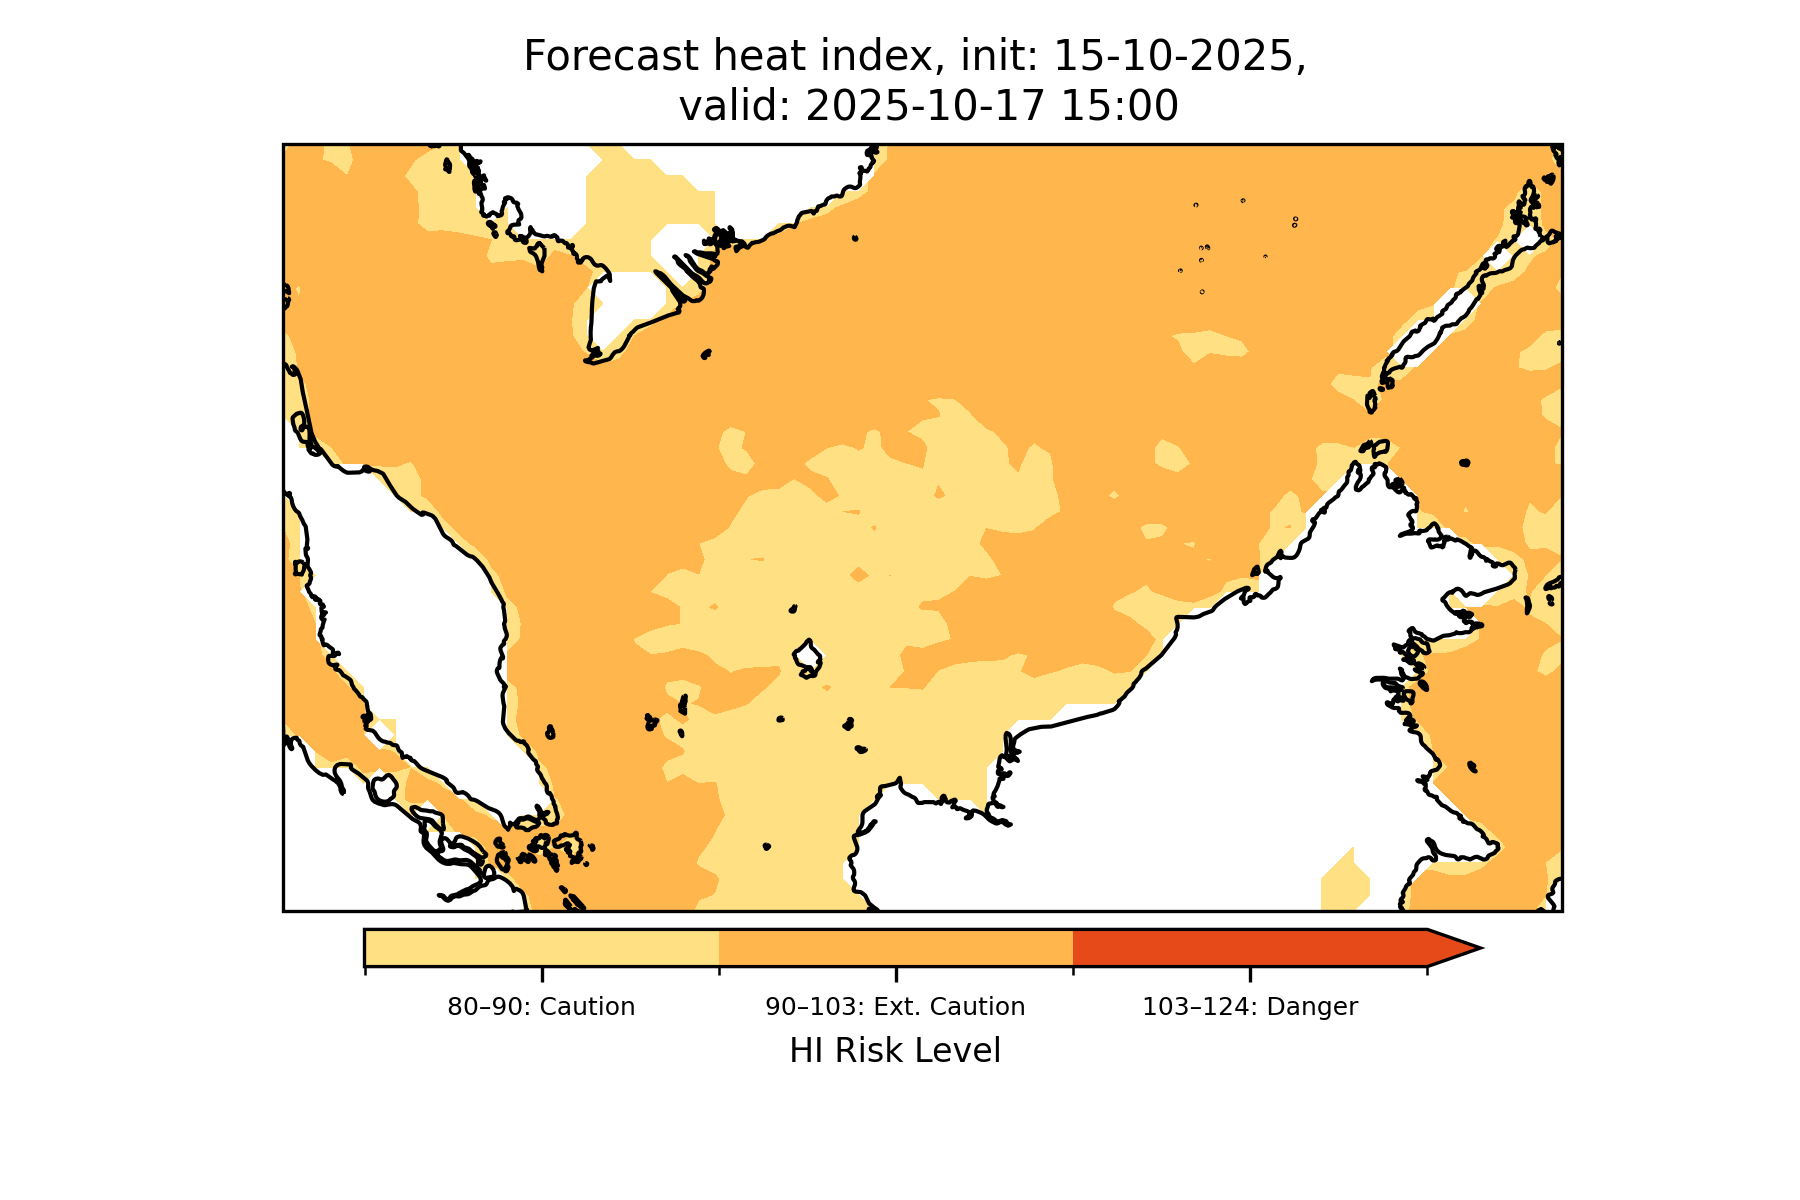 Forecast heat index, init: 15-10-2025,
valid: 2025-10-17 15:00
80–90: Caution
90–103: Ext. Caution
103–124: Danger
HI Risk Level